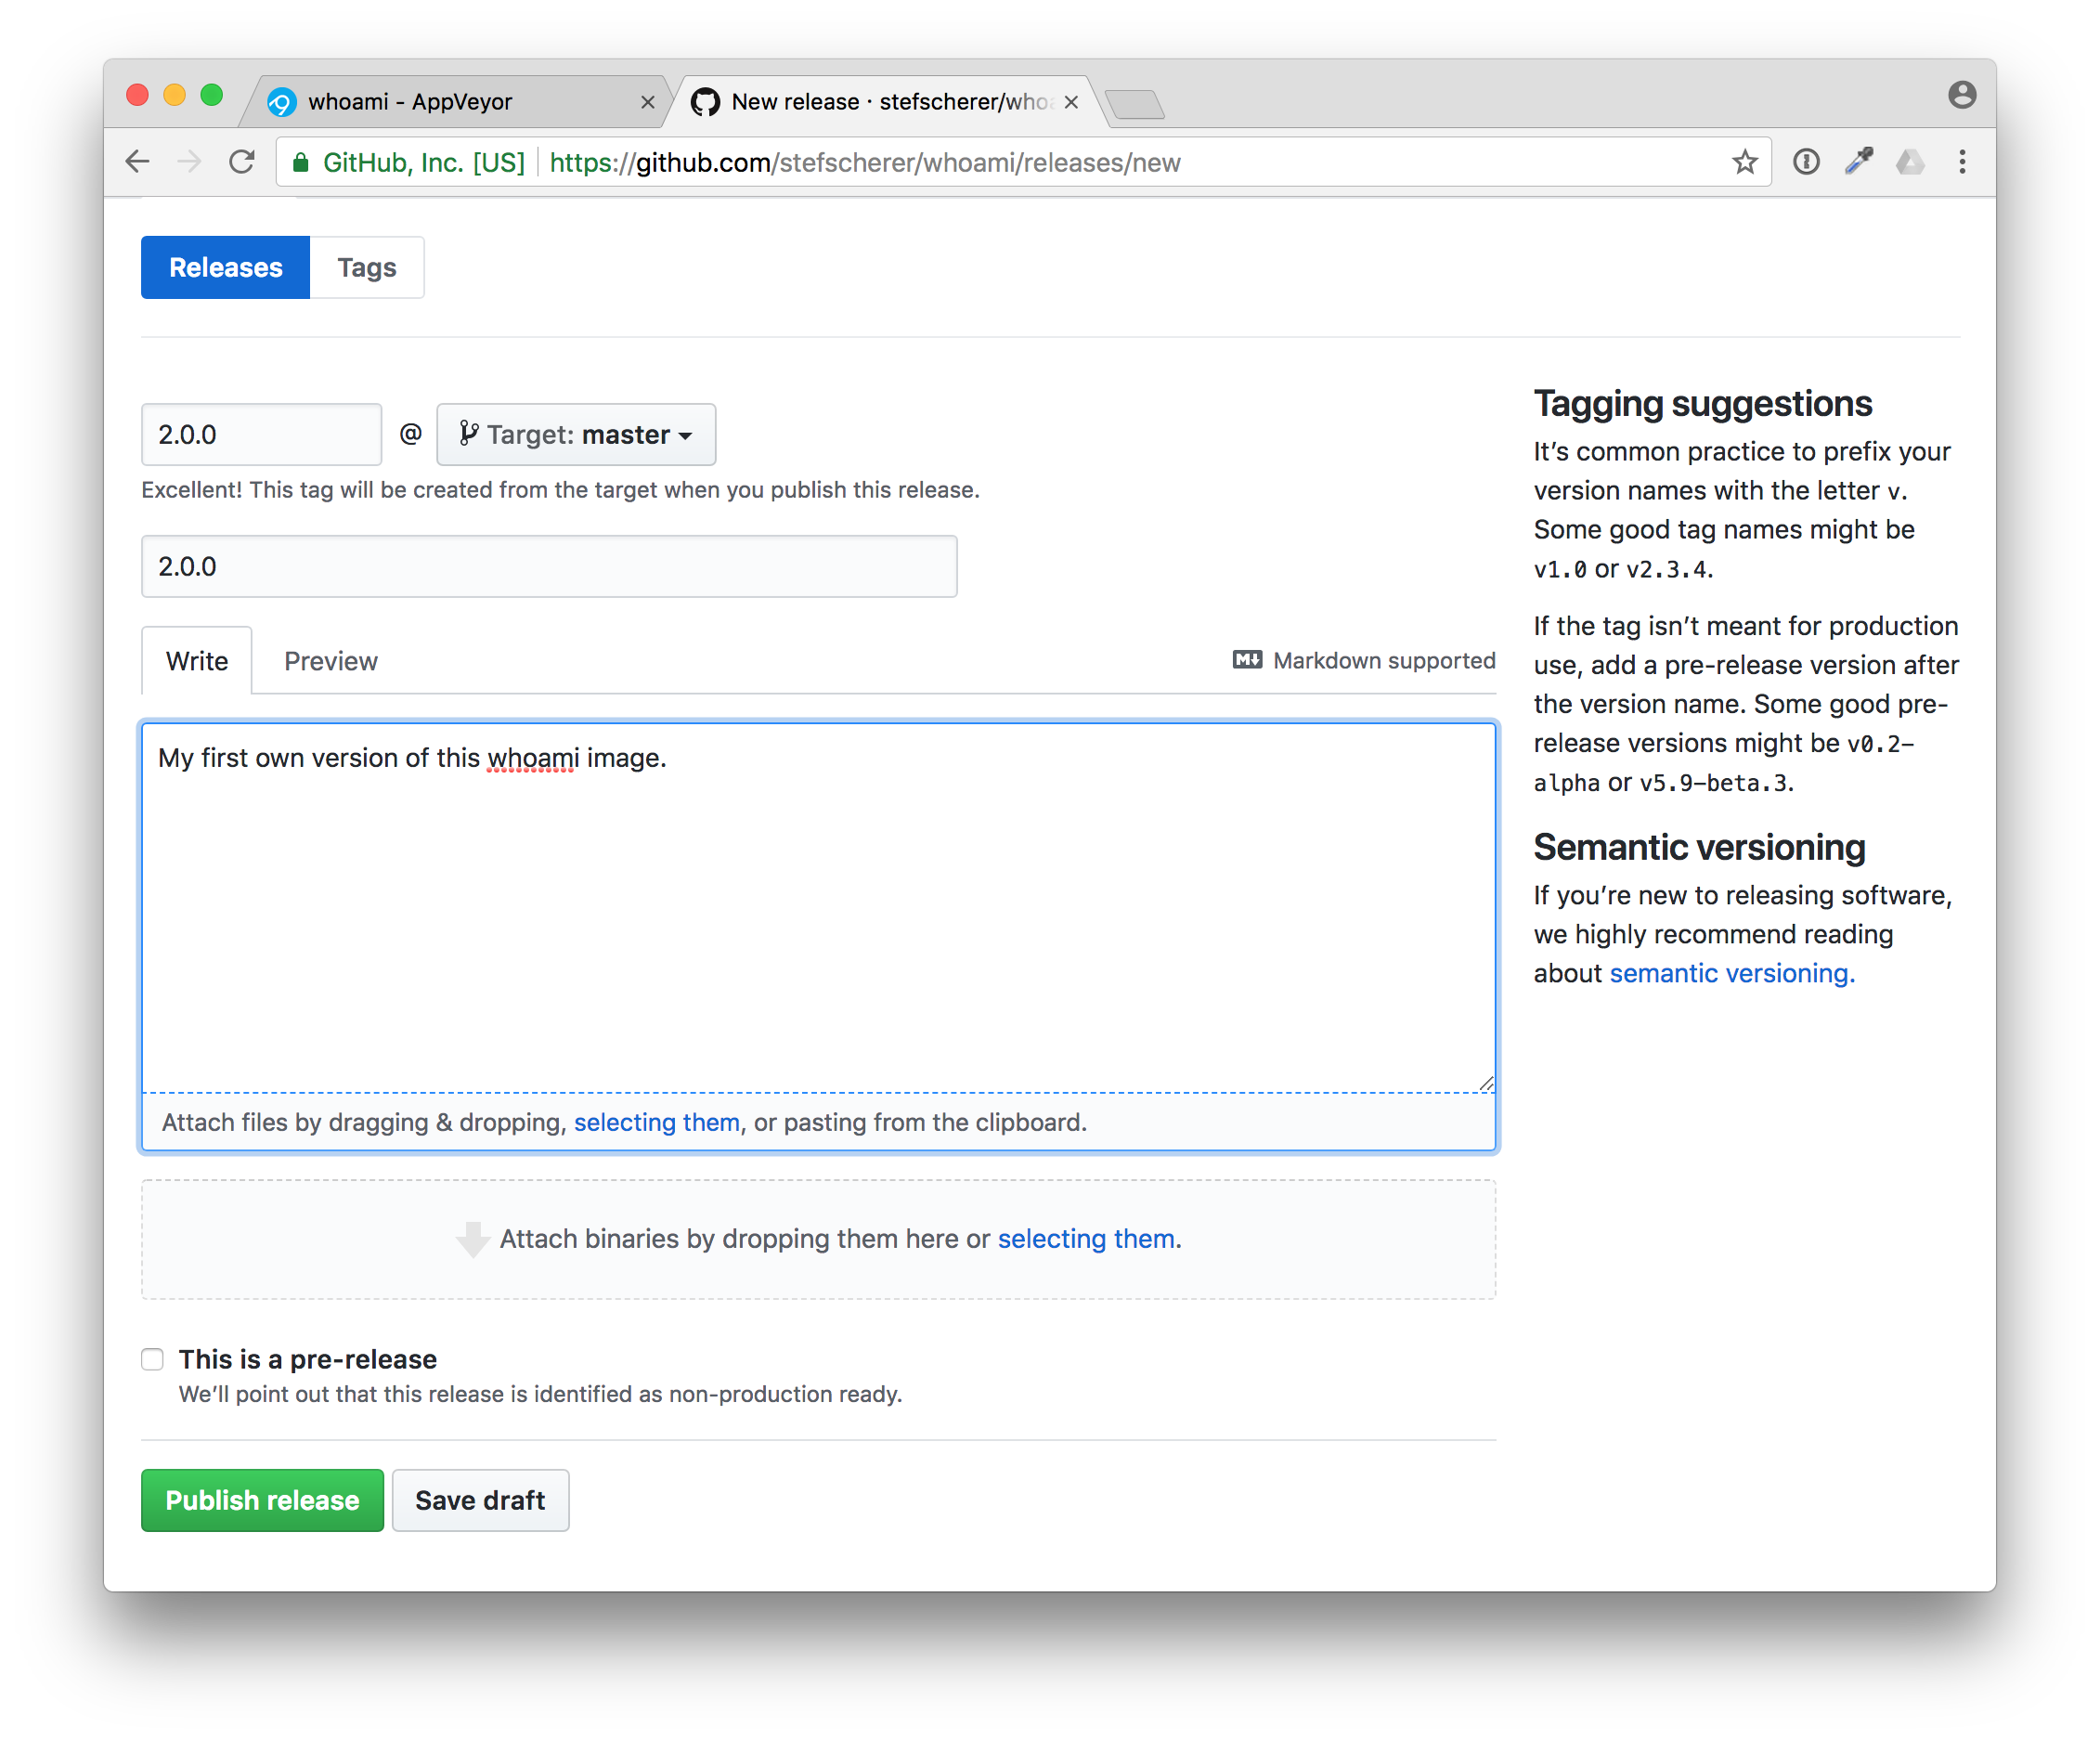 whoami - AppVeyor
New release · stefscherer/whoa
GitHub, Inc. [US] https://github.com/stefscherer/whoami/releases/new
Releases Tags
2.0.0 @ Target: master
Excellent! This tag will be created from the target when you publish this release.
2.0.0
Write Preview Markdown supported
My first own version of this whoami image.
Attach files by dragging & dropping, selecting them, or pasting from the clipboard.
Attach binaries by dropping them here or selecting them.
This is a pre-release
We’ll point out that this release is identified as non-production ready.
Publish release Save draft
Tagging suggestions
It’s common practice to prefix your
version names with the letter v.
Some good tag names might be
v1.0 or v2.3.4.
If the tag isn’t meant for production
use, add a pre-release version after
the version name. Some good pre-
release versions might be v0.2-
alpha or v5.9-beta.3.
Semantic versioning
If you’re new to releasing software,
we highly recommend reading
about semantic versioning.